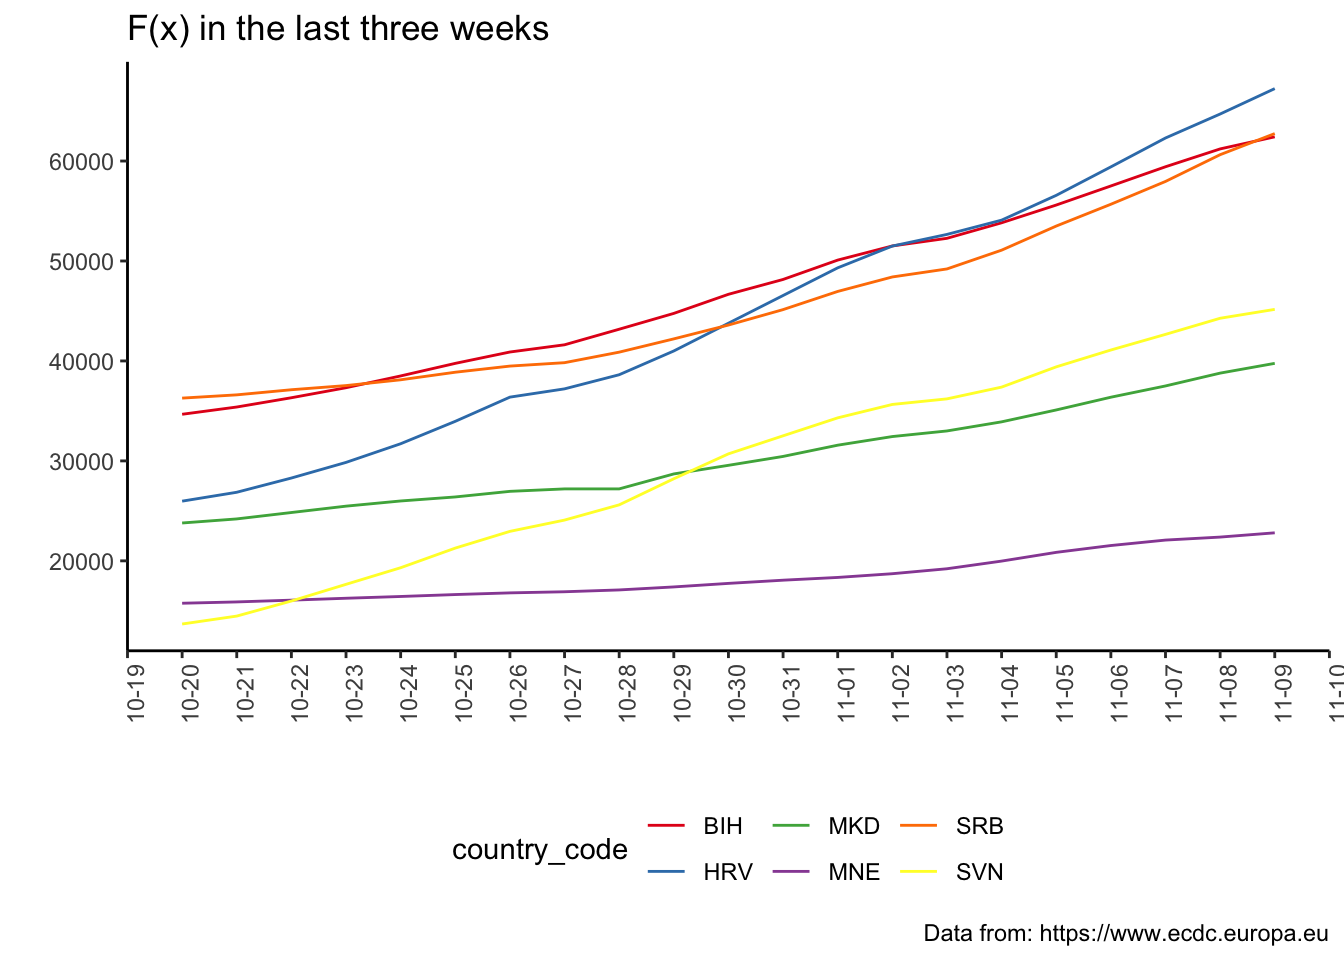 F(x) in the last three weeks
60000
50000
40000
30000
20000
10-19 10-20 10-21 10-22 10-23 10-24 10-25 10-26 10-27 10-28 10-29 10-30 10-31 11-01 11-02 11-03 11-04 11-05 11-06 11-07 11-08 11-09 11-10
country_code
BIH MKD SRB
HRV MNE SVN
Data from: https://www.ecdc.europa.eu